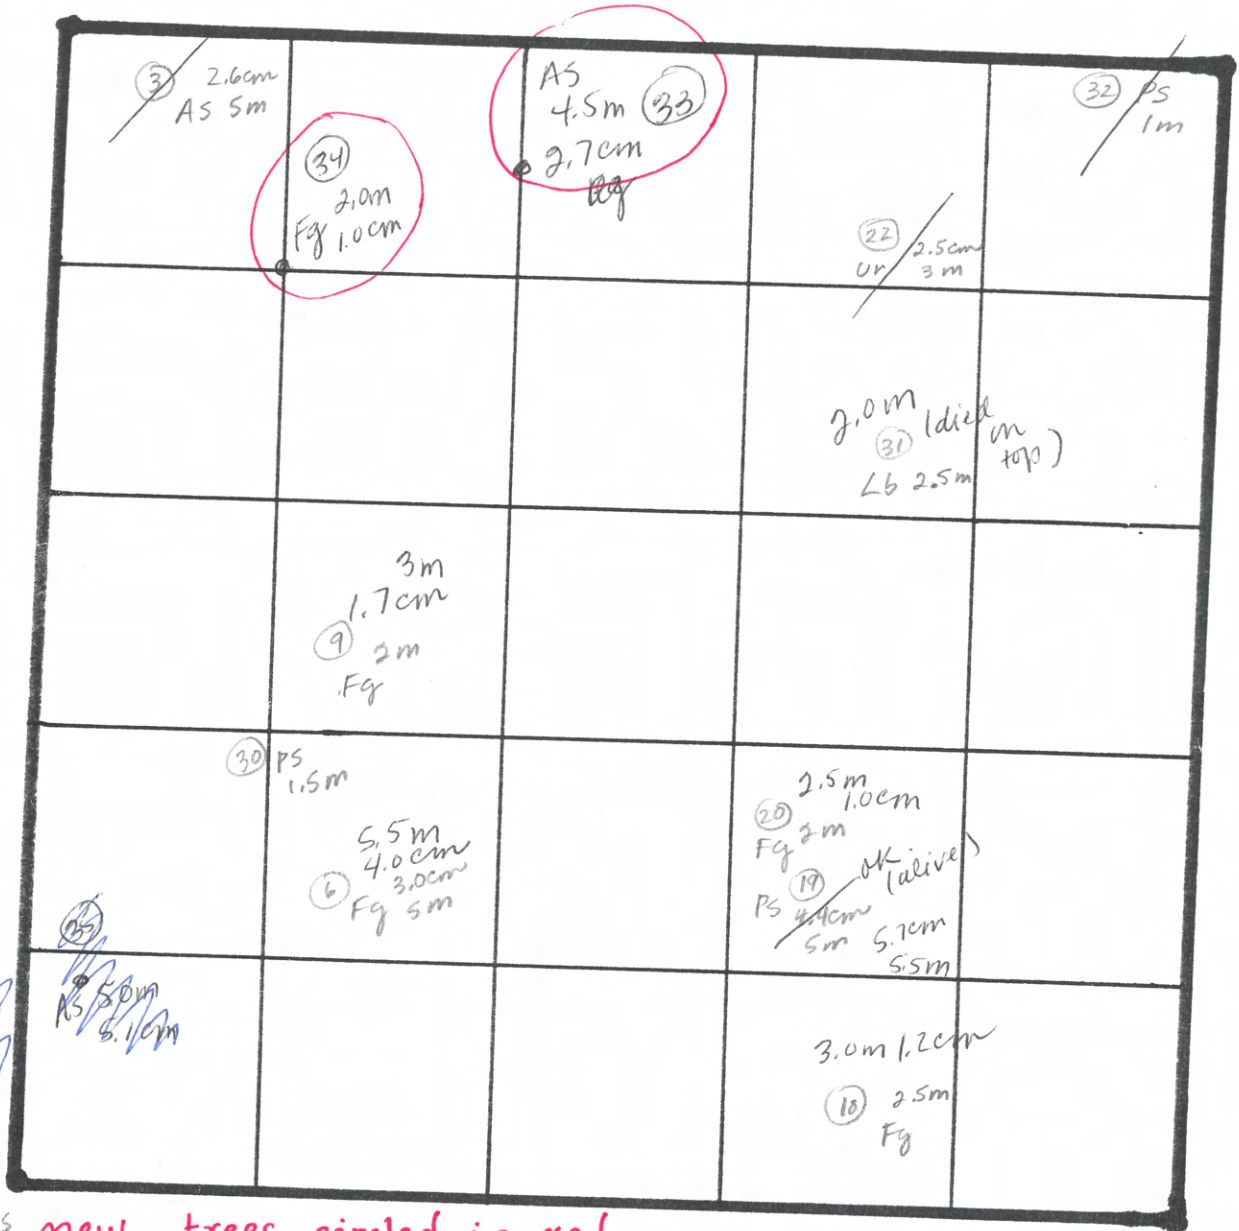 3 2.6cm
AS 5m
34
2.0m
Fg 1.0cm
AS
4.5m 33
2.7cm
22 2.5cm
Un 3m
32 PS
1m
2.0m (died
31 on
top)
Lb 2.5m
3m
1.7cm
9 2m
Fg
30 PS
1.5m
5.5m
4.0cm
6 3.0cm
Fg 5m
2.5m
1.0cm
20
Fg 2m
OK
19 (alive)
PS 4.4cm
5m 5.7cm
5.5m
35
AS 5.0m
5.1cm
3.0m 1.2cm
18 2.5m
Fg
new trees circled in red